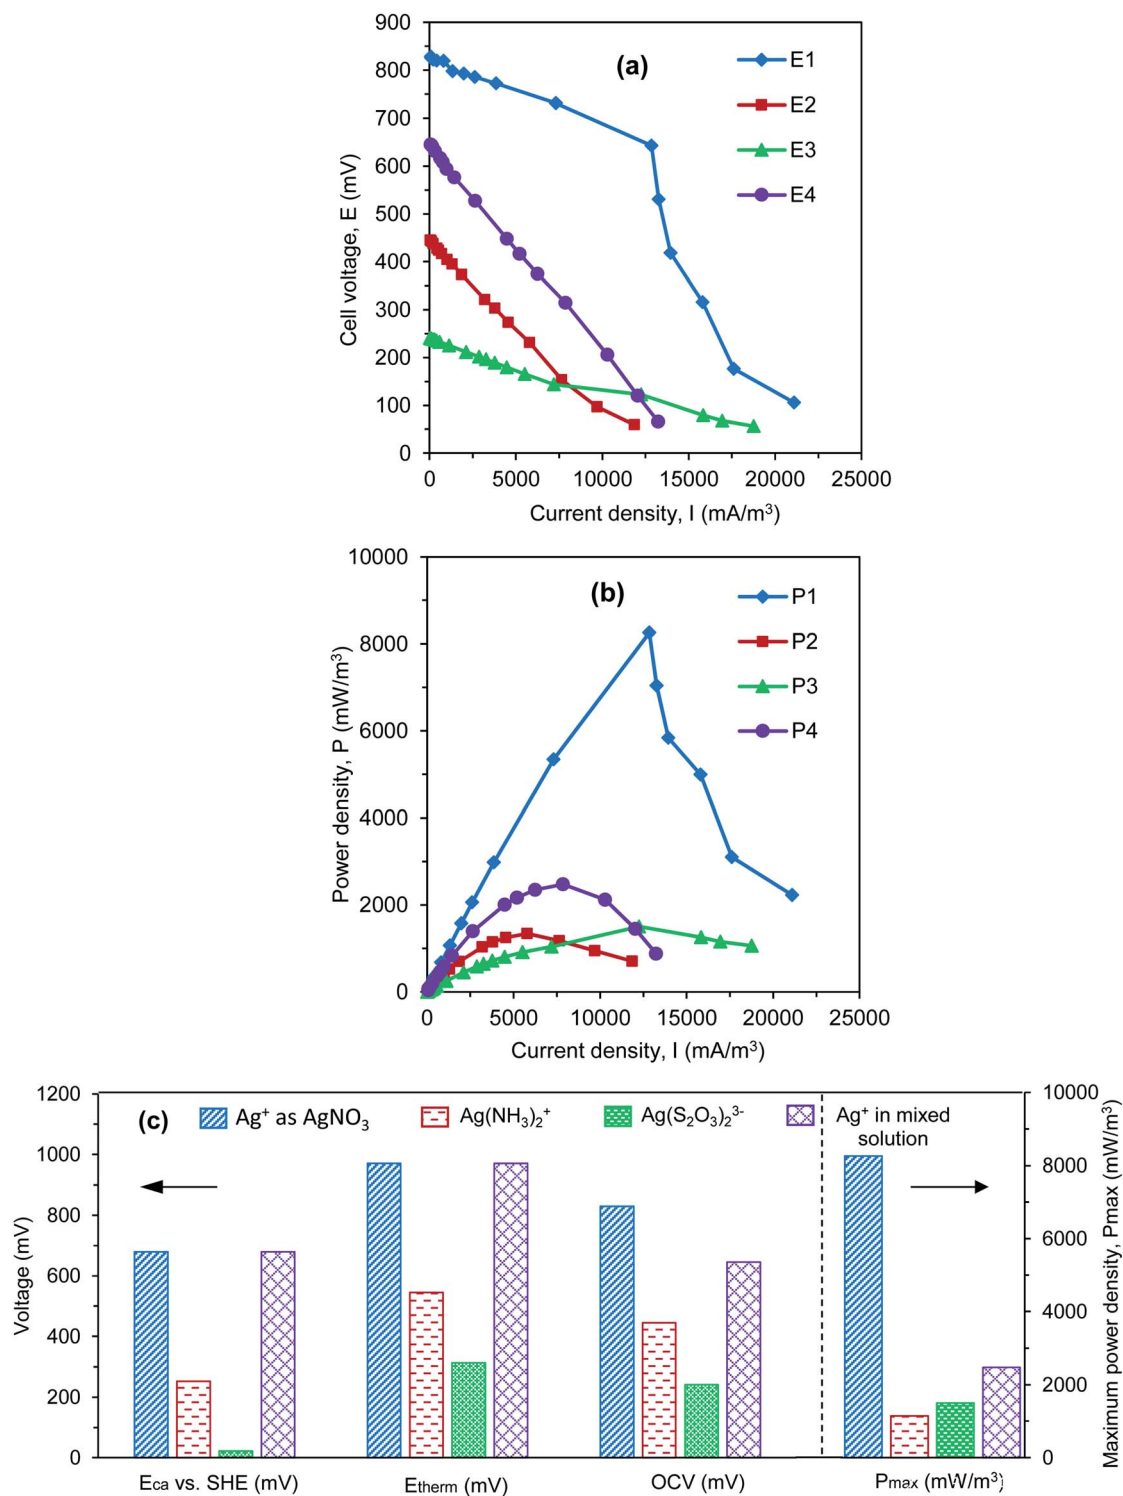 900
800
700
600
500
400
300
200
100
0
Cell voltage, E (mV)
(a)
E1
E2
E3
E4
0 5000 10000 15000 20000 25000
Current density, I (mA/m³)
10000
8000
6000
4000
2000
0
Power density, P (mW/m³)
(b)
P1
P2
P3
P4
0 5000 10000 15000 20000 25000
Current density, I (mA/m³)
1200
1000
800
600
400
200
0
Voltage (mV)
(c)
Ag⁺ as AgNO₃
Ag(NH₃)₂⁺
Ag(S₂O₃)₂³⁻
Ag⁺ in mixed
solution
10000
8000
6000
4000
2000
0
Maximum power density, Pmax (mW/m³)
Eca vs. SHE (mV)
Etherm (mV)
OCV (mV)
Pmax (mW/m³)